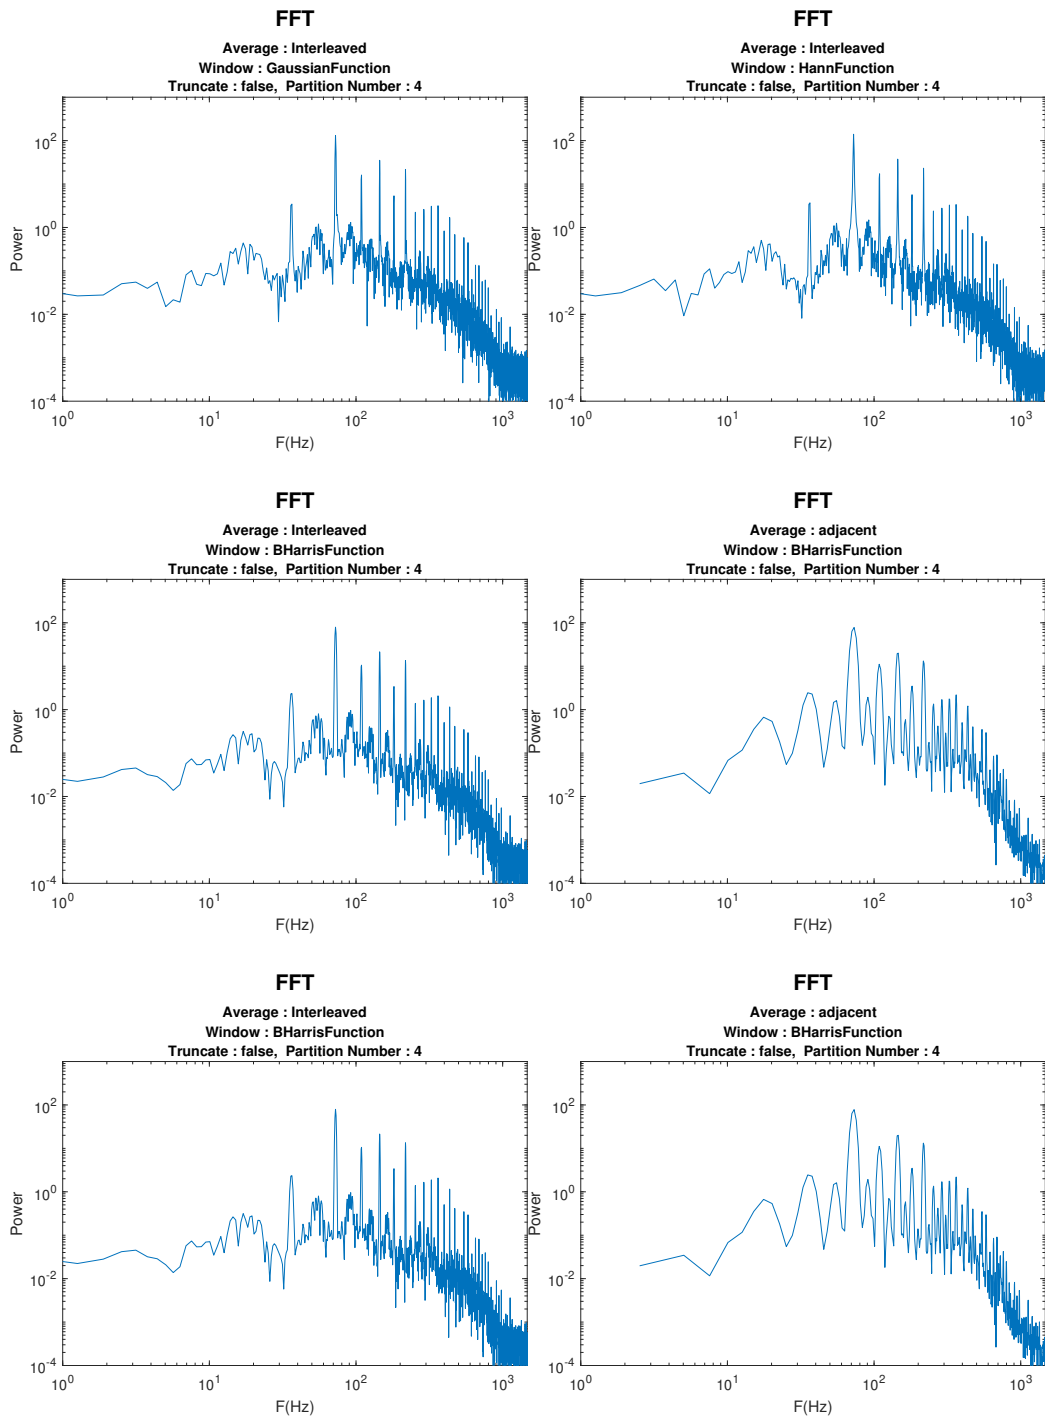 FFT
Average : Interleaved
Window : GaussianFunction
Truncate : false,  Partition Number : 4
10^2
10^0
10^-2
10^-4
Power
10^0 10^1 10^2 10^3
F(Hz)
FFT
Average : Interleaved
Window : HannFunction
Truncate : false,  Partition Number : 4
10^2
10^0
10^-2
10^-4
Power
10^0 10^1 10^2 10^3
F(Hz)
FFT
Average : Interleaved
Window : BHarrisFunction
Truncate : false,  Partition Number : 4
10^2
10^0
10^-2
10^-4
Power
10^0 10^1 10^2 10^3
F(Hz)
FFT
Average : adjacent
Window : BHarrisFunction
Truncate : false,  Partition Number : 4
10^2
10^0
10^-2
10^-4
Power
10^0 10^1 10^2 10^3
F(Hz)
FFT
Average : Interleaved
Window : BHarrisFunction
Truncate : false,  Partition Number : 4
10^2
10^0
10^-2
10^-4
Power
10^0 10^1 10^2 10^3
F(Hz)
FFT
Average : adjacent
Window : BHarrisFunction
Truncate : false,  Partition Number : 4
10^2
10^0
10^-2
10^-4
Power
10^0 10^1 10^2 10^3
F(Hz)